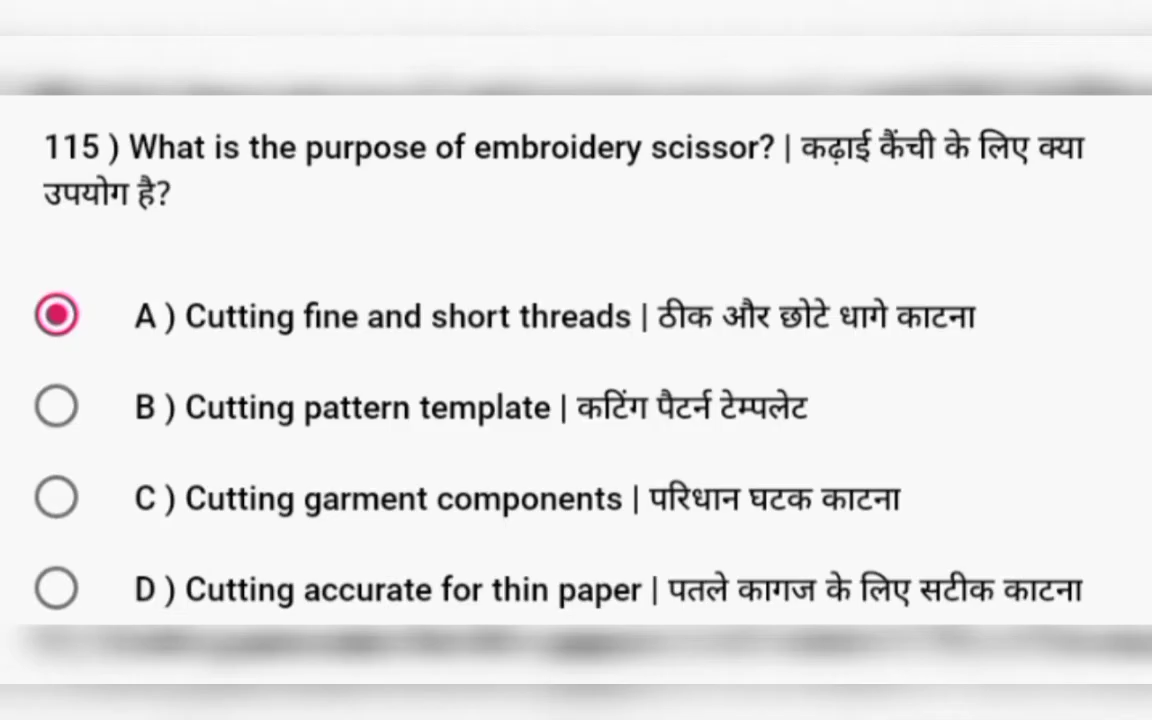 115 ) What is the purpose of embroidery scissor? | कढ़ाई कैंची के लिए क्या
उपयोग है?
A ) Cutting fine and short threads | ठीक और छोटे धागे काटना
B ) Cutting pattern template | कटिंग पैटर्न टेम्पलेट
C ) Cutting garment components | परिधान घटक काटना
D ) Cutting accurate for thin paper | पतले कागज के लिए सटीक काटना